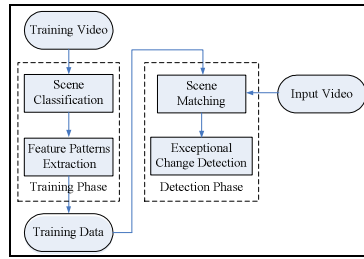 Training Video
Scene
Classification
Feature Patterns
Extraction
Training Phase
Training Data
Scene
Matching
Exceptional
Change Detection
Detection Phase
Input Video